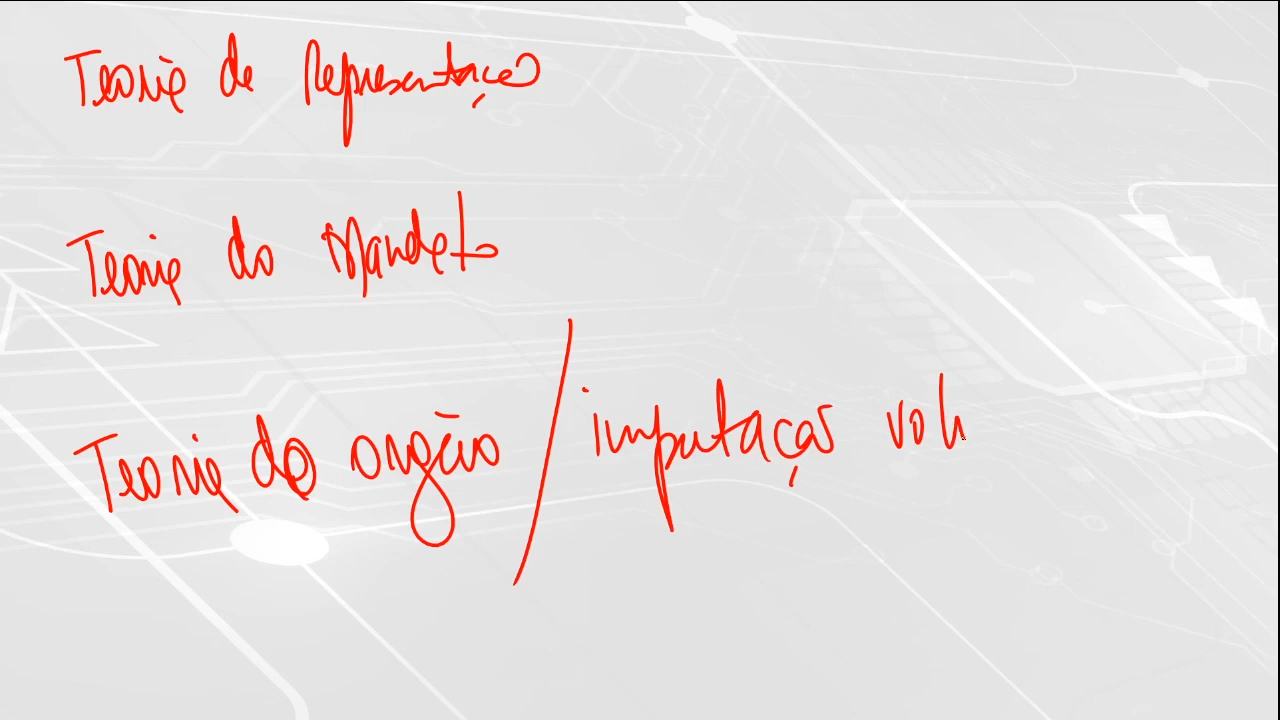 Teoria da Representação
Teoria do Mandato
Teoria do órgão / imputação vol